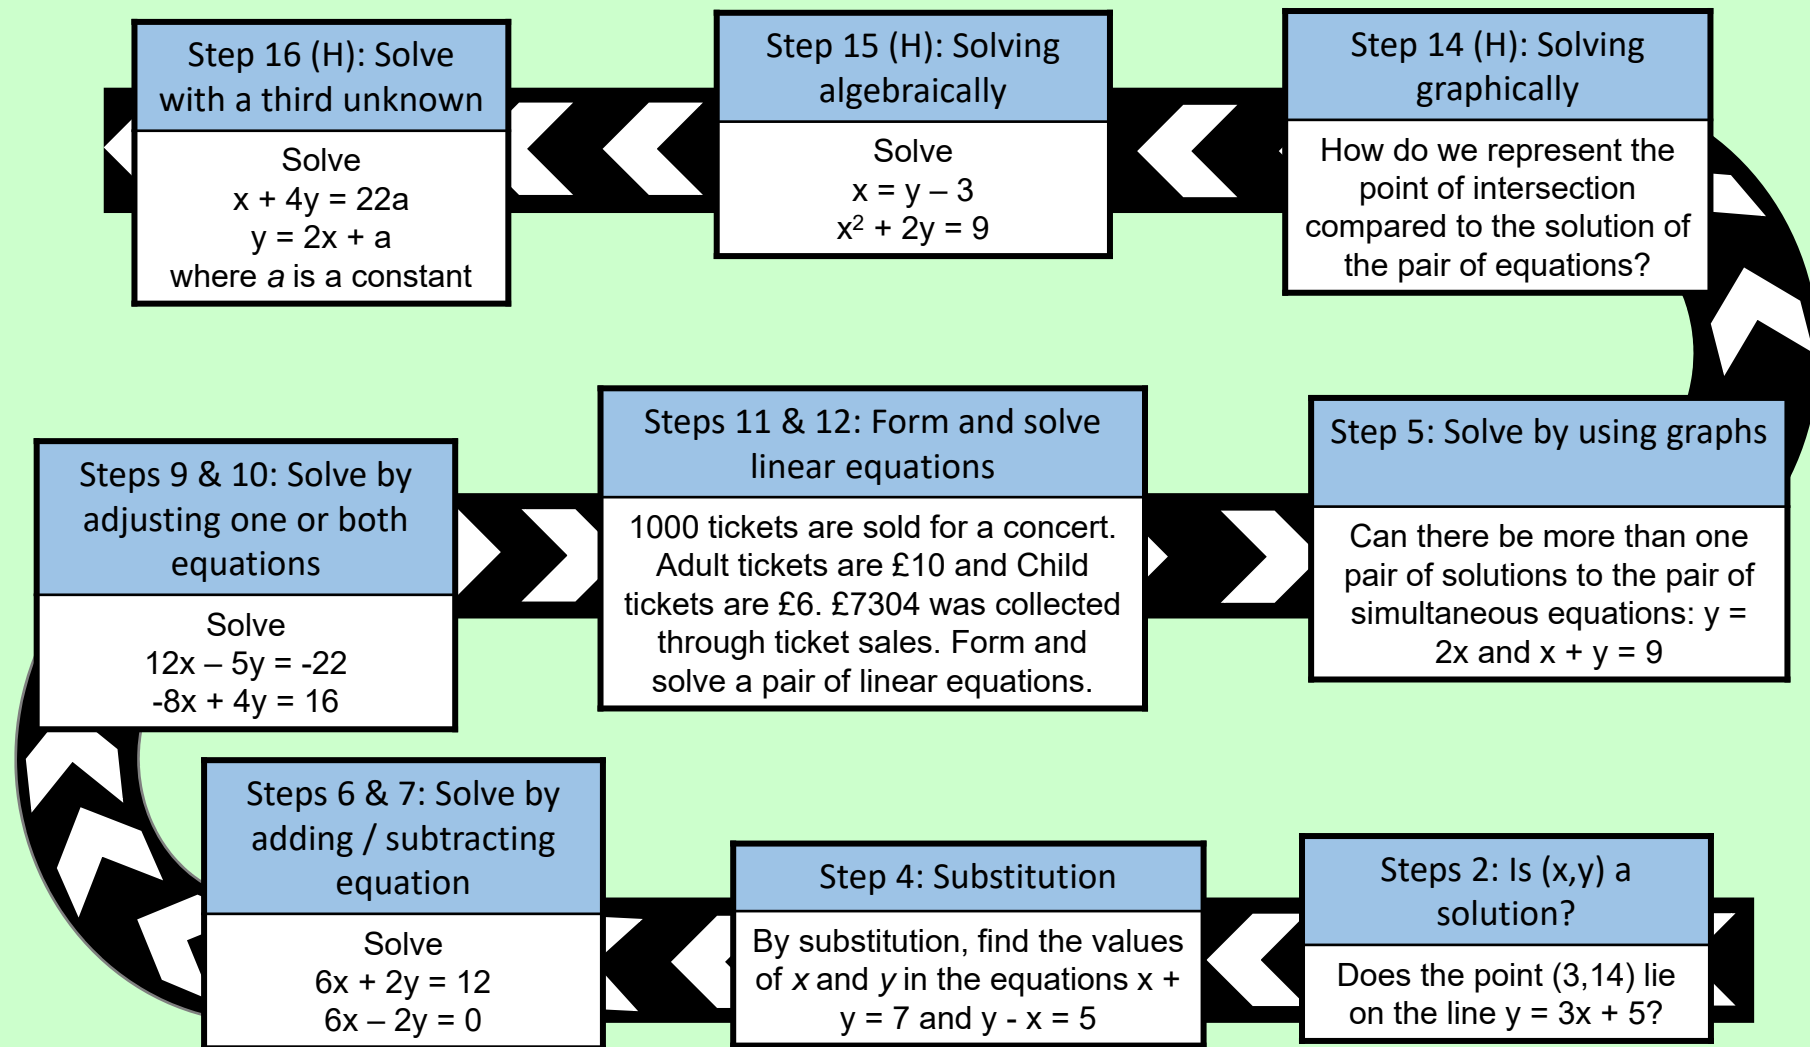 Step 16 (H): Solve
with a third unknown
Solve
x + 4y = 22a
y = 2x + a
where a is a constant
Step 15 (H): Solving
algebraically
Solve
x = y – 3
x² + 2y = 9
Step 14 (H): Solving
graphically
How do we represent the
point of intersection
compared to the solution of
the pair of equations?
Steps 9 & 10: Solve by
adjusting one or both
equations
Solve
12x – 5y = -22
-8x + 4y = 16
Steps 11 & 12: Form and solve
linear equations
1000 tickets are sold for a concert.
Adult tickets are £10 and Child
tickets are £6. £7304 was collected
through ticket sales. Form and
solve a pair of linear equations.
Step 5: Solve by using graphs
Can there be more than one
pair of solutions to the pair of
simultaneous equations: y =
2x and x + y = 9
Steps 6 & 7: Solve by
adding / subtracting
equation
Solve
6x + 2y = 12
6x – 2y = 0
Step 4: Substitution
By substitution, find the values
of x and y in the equations x +
y = 7 and y - x = 5
Steps 2: Is (x,y) a
solution?
Does the point (3,14) lie
on the line y = 3x + 5?